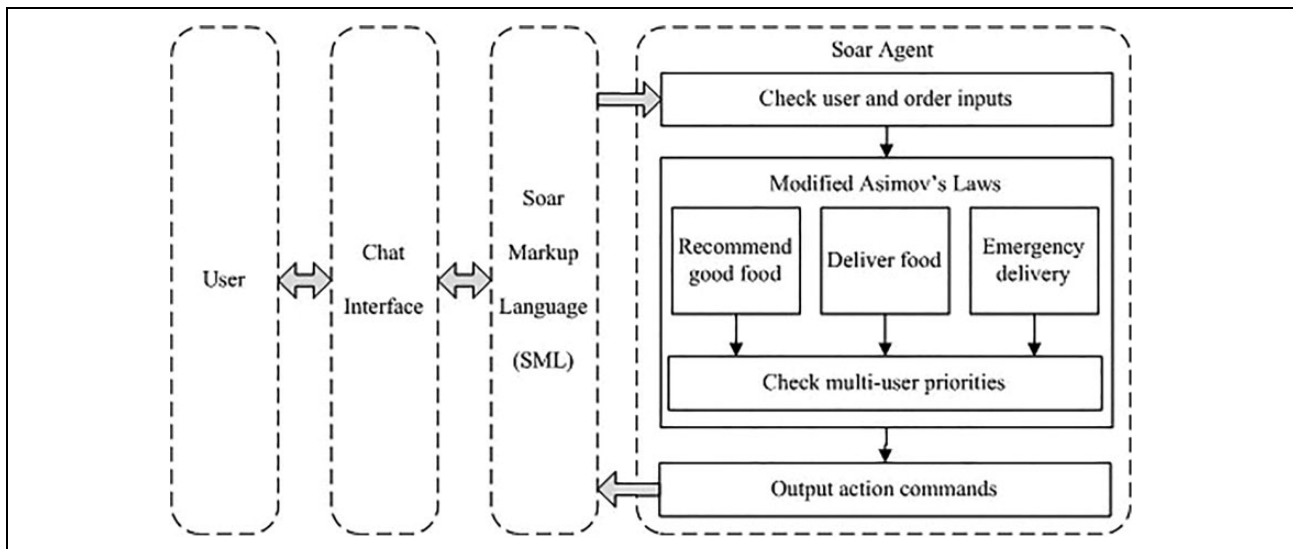 User
Chat
Interface
Soar
Markup
Language
(SML)
Soar Agent
Check user and order inputs
Modified Asimov's Laws
Recommend
good food
Deliver food
Emergency
delivery
Check multi-user priorities
Output action commands